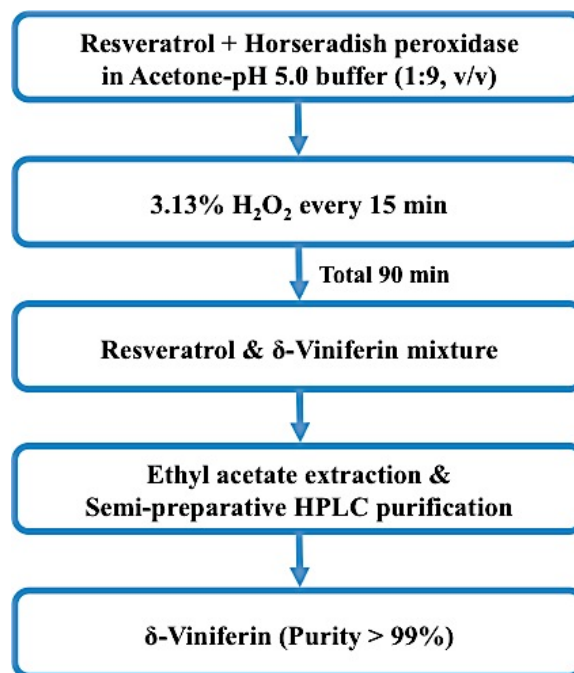 Resveratrol + Horseradish peroxidase
in Acetone-pH 5.0 buffer (1:9, v/v)
3.13% H₂O₂ every 15 min
Total 90 min
Resveratrol & δ-Viniferin mixture
Ethyl acetate extraction &
Semi-preparative HPLC purification
δ-Viniferin (Purity > 99%)